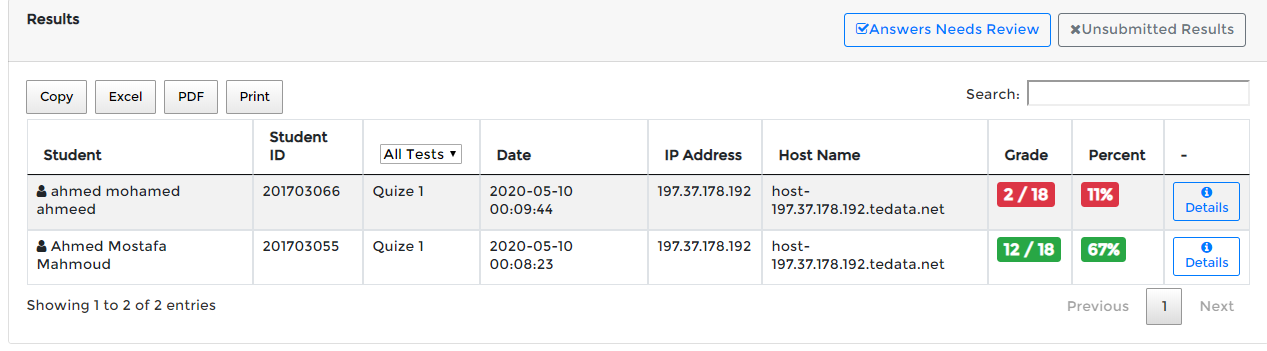 Results
Answers Needs Review
Unsubmitted Results
Copy
Excel
PDF
Print
Search:
Student
Student
ID
All Tests
Date
IP Address
Host Name
Grade
Percent
-
ahmed mohamed
ahmeed
201703066
Quize 1
2020-05-10
00:09:44
197.37.178.192
host-
197.37.178.192.tedata.net
2 / 18
11%
Details
Ahmed Mostafa
Mahmoud
201703055
Quize 1
2020-05-10
00:08:23
197.37.178.192
host-
197.37.178.192.tedata.net
12 / 18
67%
Details
Showing 1 to 2 of 2 entries
Previous
1
Next